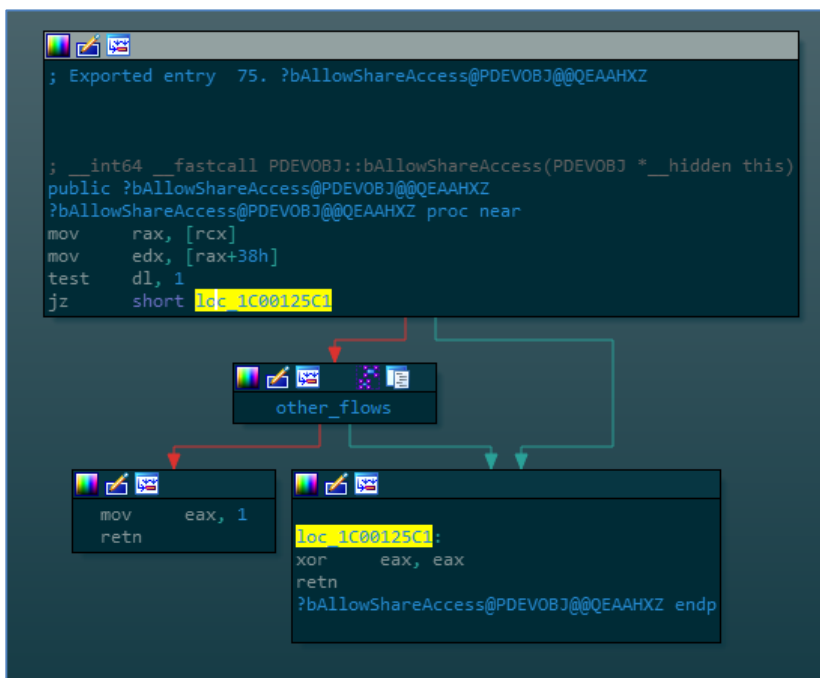 ; Exported entry  75. ?bAllowShareAccess@PDEVOBJ@@QEAAHXZ
; __int64 __fastcall PDEVOBJ::bAllowShareAccess(PDEVOBJ *__hidden this)
public ?bAllowShareAccess@PDEVOBJ@@QEAAHXZ
?bAllowShareAccess@PDEVOBJ@@QEAAHXZ proc near
mov     rax, [rcx]
mov     edx, [rax+38h]
test    dl, 1
jz      short loc_1C00125C1
other_flows
mov     eax, 1
retn
loc_1C00125C1:
xor     eax, eax
retn
?bAllowShareAccess@PDEVOBJ@@QEAAHXZ endp